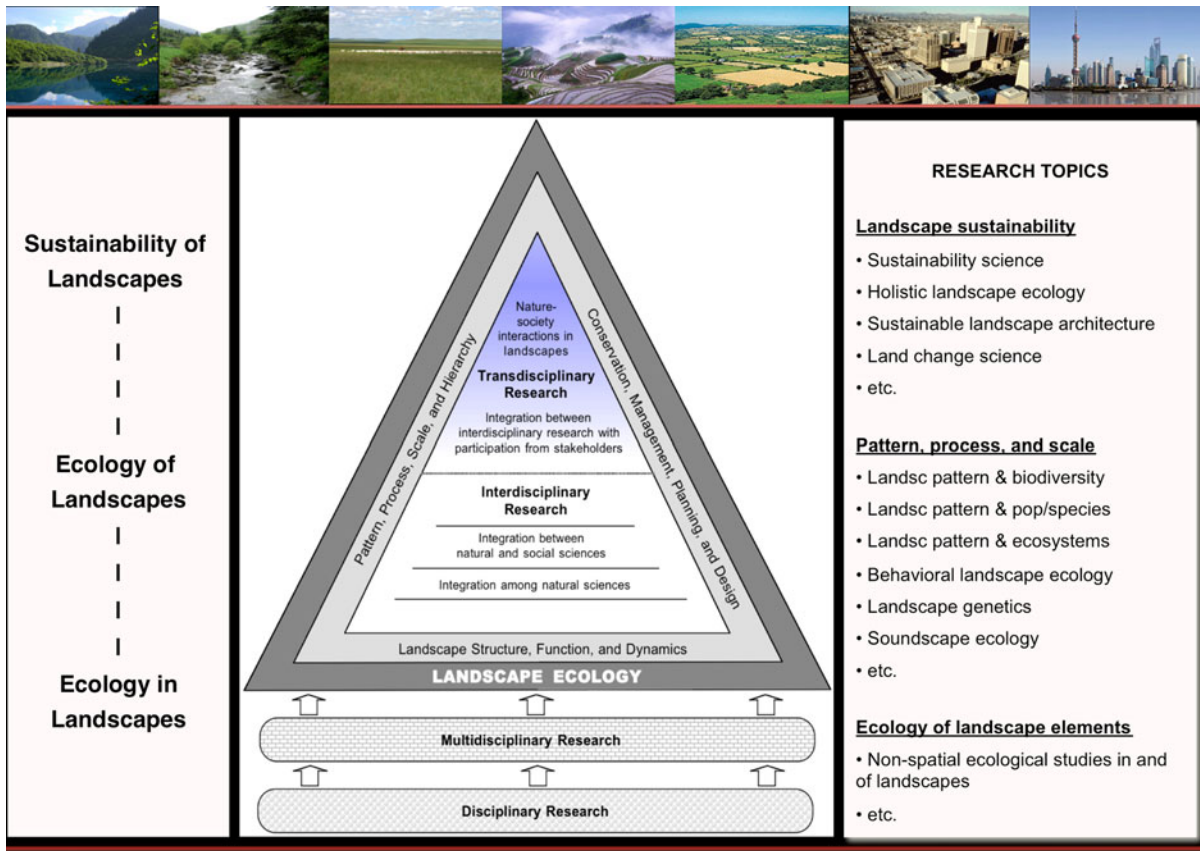 Sustainability of
Landscapes
Ecology of
Landscapes
Ecology in
Landscapes
Nature-
society
interactions in
landscapes
Transdisciplinary
Research
Integration between
interdisciplinary research with
participation from stakeholders
Interdisciplinary
Research
Integration between
natural and social sciences
Integration among natural sciences
Pattern, Process, Scale, and Hierarchy
Conservation, Management, Planning, and Design
Landscape Structure, Function, and Dynamics
LANDSCAPE ECOLOGY
Multidisciplinary Research
Disciplinary Research
RESEARCH TOPICS
Landscape sustainability
• Sustainability science
• Holistic landscape ecology
• Sustainable landscape architecture
• Land change science
• etc.
Pattern, process, and scale
• Landsc pattern & biodiversity
• Landsc pattern & pop/species
• Landsc pattern & ecosystems
• Behavioral landscape ecology
• Landscape genetics
• Soundscape ecology
• etc.
Ecology of landscape elements
• Non-spatial ecological studies in and
of landscapes
• etc.